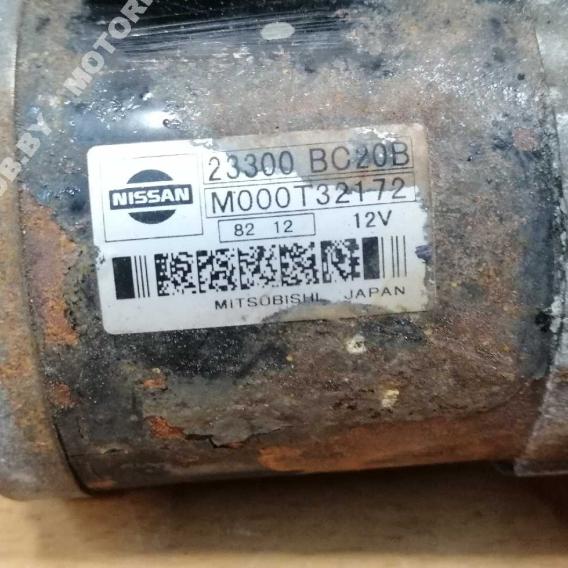 NISSAN
23300 BC20B
M000T32172
82 12 12V
MITSUBISHI JAPAN